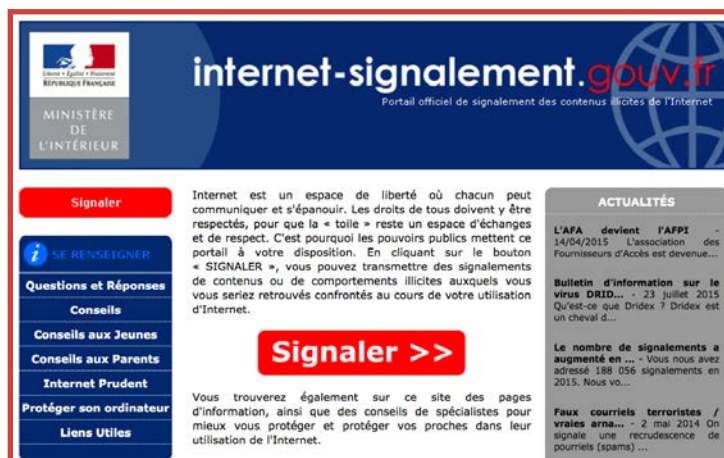 Liberté • Égalité • Fraternité
RÉPUBLIQUE FRANÇAISE
MINISTÈRE
DE
L'INTÉRIEUR
internet-signalement.gouv.fr
Portail officiel de signalement des contenus illicites de l'Internet
Signaler
i SE RENSEIGNER
Questions et Réponses
Conseils
Conseils aux Jeunes
Conseils aux Parents
Internet Prudent
Protéger son ordinateur
Liens Utiles
Internet est un espace de liberté où chacun peut
communiquer et s'épanouir. Les droits de tous doivent y être
respectés, pour que la « toile » reste un espace d'échanges
et de respect. C'est pourquoi les pouvoirs publics mettent ce
portail à votre disposition. En cliquant sur le bouton
« SIGNALER », vous pouvez transmettre des signalements
de contenus ou de comportements illicites auxquels vous
vous seriez retrouvés confrontés au cours de votre utilisation
d'Internet.
Signaler >>
Vous trouverez également sur ce site des pages
d'information, ainsi que des conseils de spécialistes pour
mieux vous protéger et protéger vos proches dans leur
utilisation de l'Internet.
ACTUALITÉS
L'AFA devient l'AFPI -
14/04/2015 L'association des
Fournisseurs d'Accès est devenue...
Bulletin d'information sur le
virus DRID... - 23 juillet 2015
Qu'est-ce que Dridex ? Dridex est
un cheval d...
Le nombre de signalements a
augmenté en ... - Vous nous avez
adressé 188 056 signalements en
2015. Nous vo...
Faux courriels terroristes /
vraies arna... - 2 mai 2014 On
signale une recrudescence de
pourriels (spams) ...